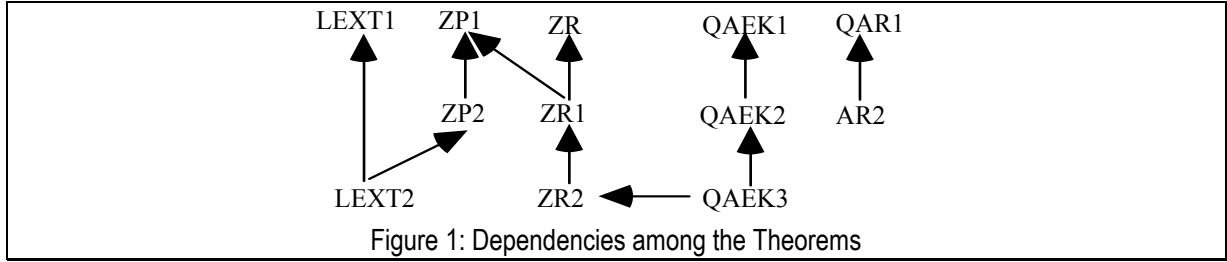 LEXT1 ZP1 ZR QAEK1 QAR1
ZP2 ZR1 QAEK2 AR2
LEXT2 ZR2 QAEK3
Figure 1: Dependencies among the Theorems